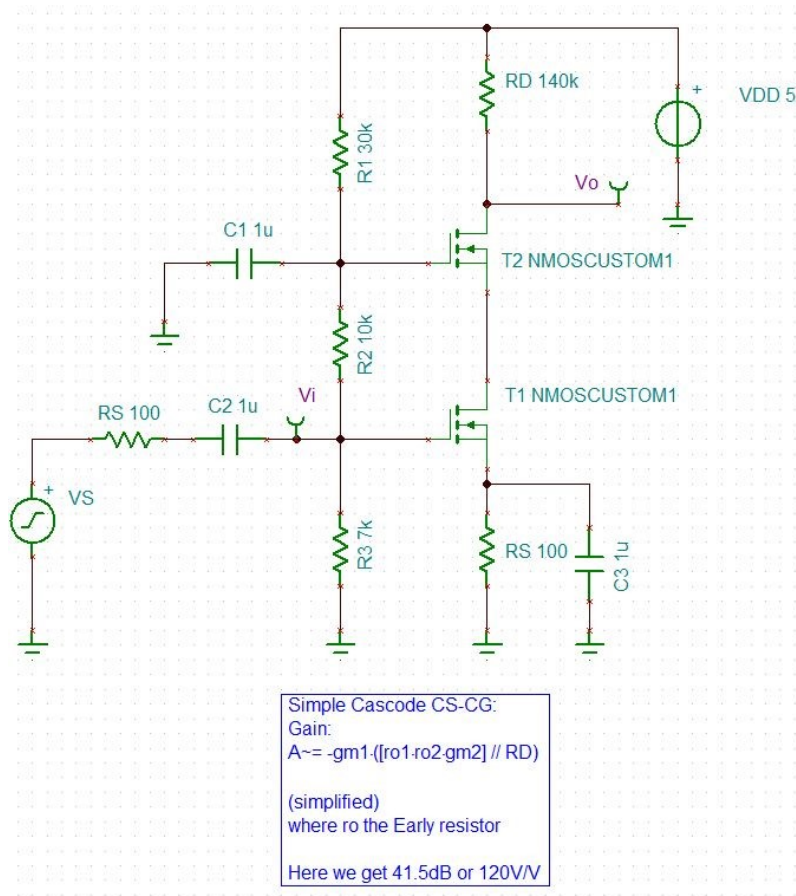 RD 140k
VDD 5
+
R1 30k
Vo
C1 1u
T2 NMOSCUSTOM1
R2 10k
T1 NMOSCUSTOM1
Vi
C2 1u
RS 100
+
VS
R3 7k
RS 100
C3 1u
Simple Cascode CS-CG:
Gain:
A~= -gm1·([ro1·ro2·gm2] // RD)
(simplified)
where ro the Early resistor
Here we get 41.5dB or 120V/V